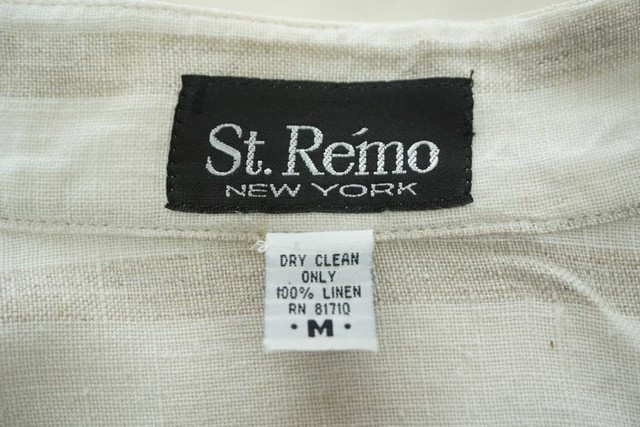 St. Rémo
NEW YORK
DRY CLEAN
ONLY
100% LINEN
RN 81710
· M ·